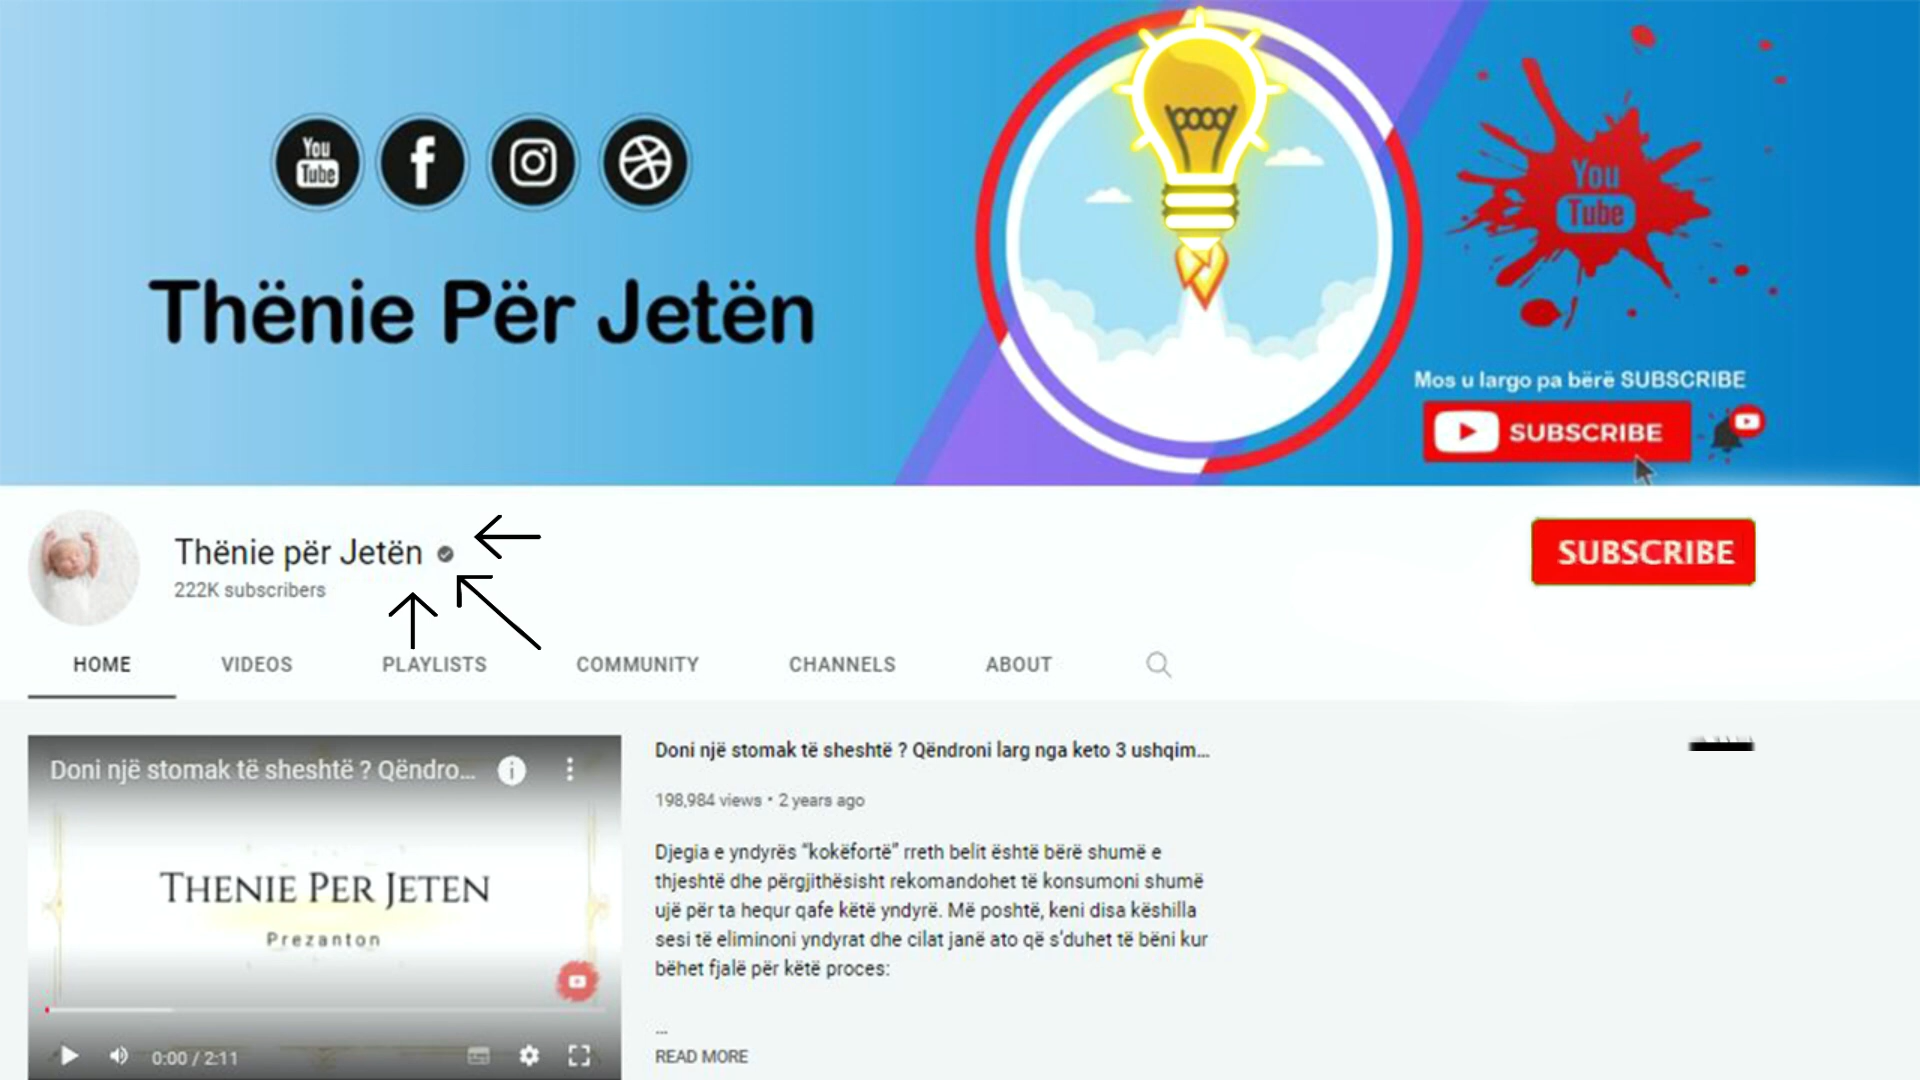 You
Tube
f
Thënie Për Jetën
You
Tube
Mos u largo pa bërë SUBSCRIBE
SUBSCRIBE
Thënie për Jetën
222K subscribers
SUBSCRIBE
HOME VIDEOS PLAYLISTS COMMUNITY CHANNELS ABOUT
Doni një stomak të sheshtë ? Qëndro...
THENIE PER JETEN
Prezanton
0:00 / 2:11
Doni një stomak të sheshtë ? Qëndroni larg nga keto 3 ushqim...
198,984 views • 2 years ago
Djegia e yndyrës “kokëfortë” rreth belit është bërë shumë e
thjeshtë dhe përgjithësisht rekomandohet të konsumoni shumë
ujë për ta hequr qafe këtë yndyrë. Më poshtë, keni disa këshilla
sesi të eliminoni yndyrat dhe cilat janë ato që s'duhet të bëni kur
bëhet fjalë për këtë proces:
...
READ MORE